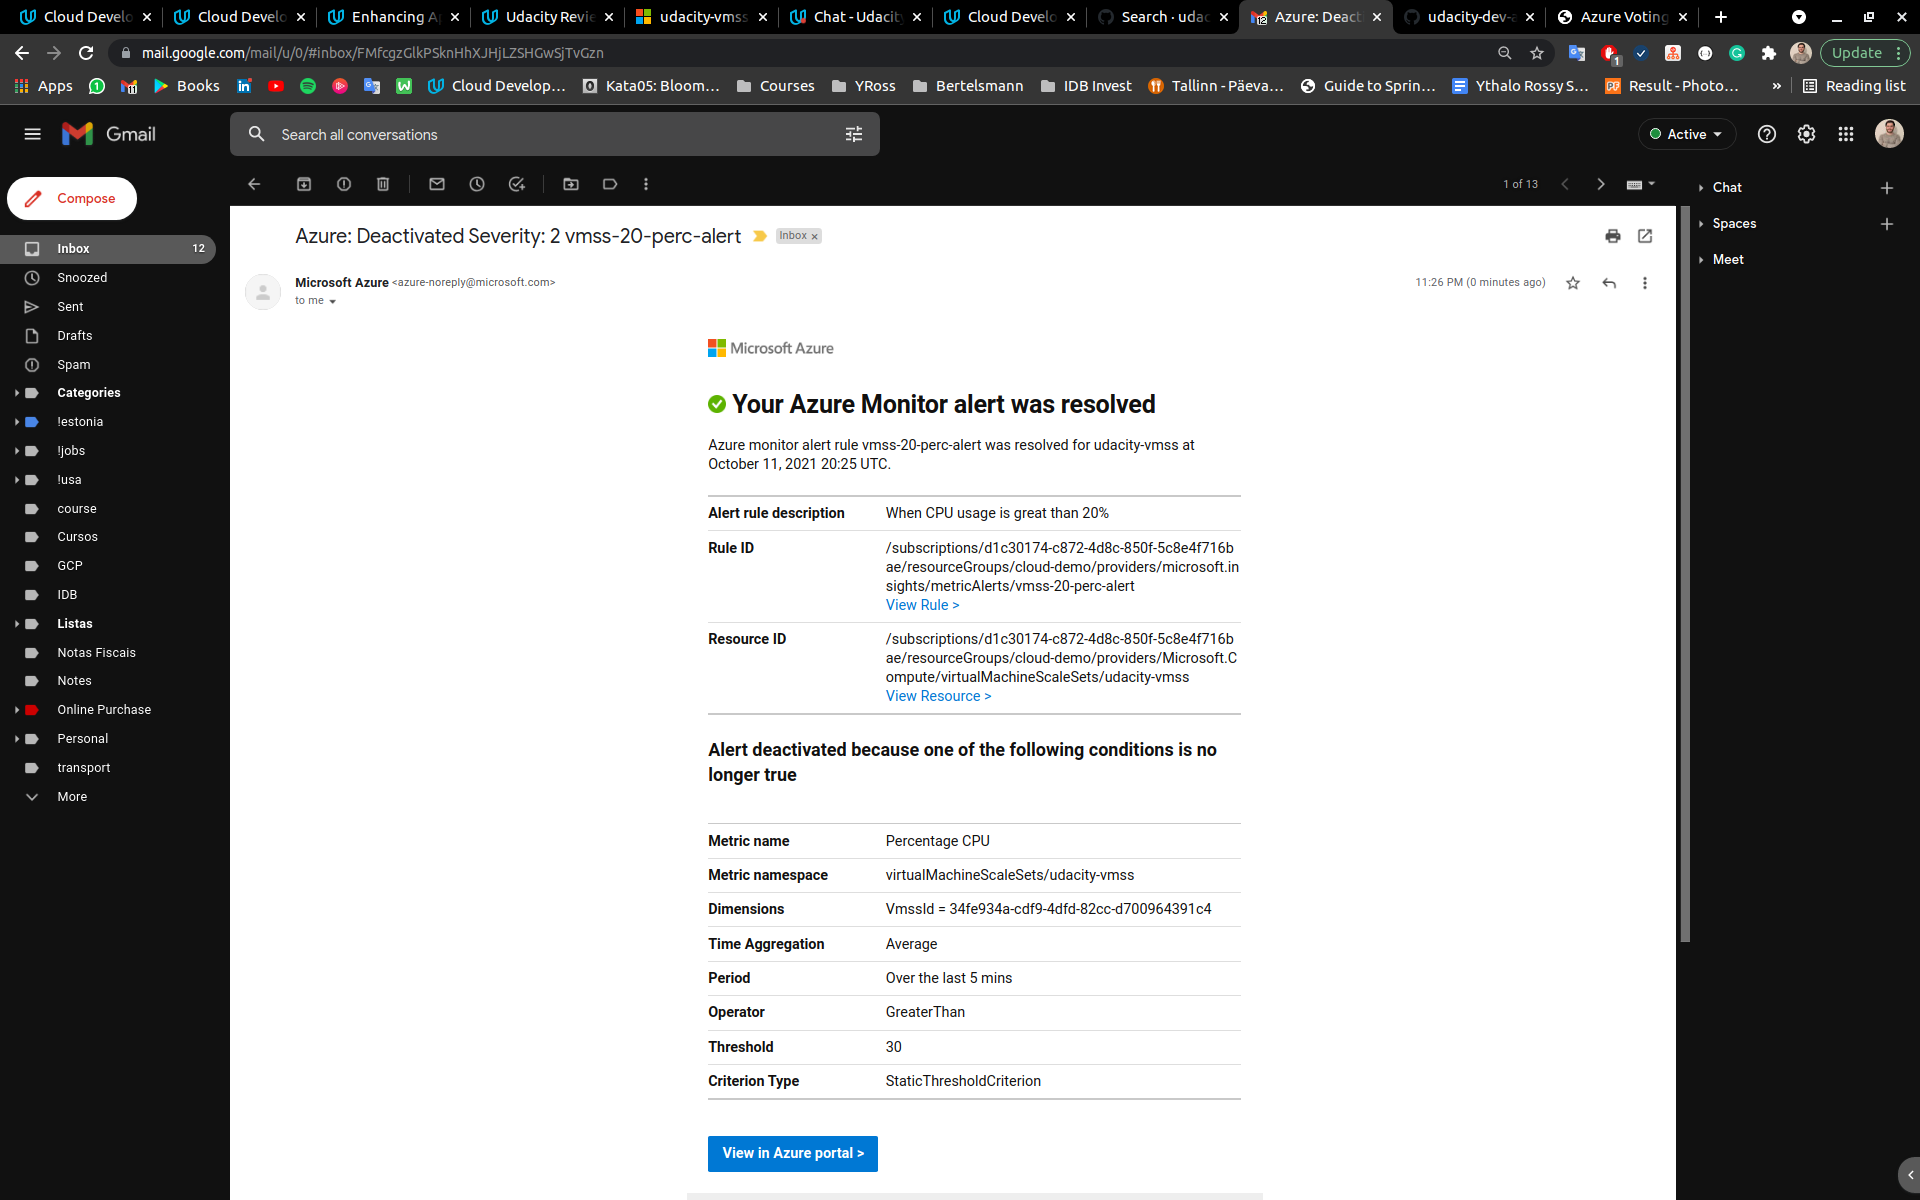 Cloud Develo
Cloud Develo
Enhancing A
Udacity Revie
udacity-vmss
Chat - Udacity
Cloud Develo
Search · udac
Azure: Deact
udacity-dev-a
Azure Voting
mail.google.com/mail/u/0/#inbox/FMfcgzGlkPSknHhXJHjLZSHGwSjTvGzn
Update
Apps
Books
Cloud Develop...
Kata05: Bloom...
Courses
YRoss
Bertelsmann
IDB Invest
Tallinn - Päeva...
Guide to Sprin...
Ythalo Rossy S...
Result - Photo...
»
Reading list
Gmail
Search all conversations
Active
Compose
1 of 13
Chat
Spaces
Meet
Inbox 12
Snoozed
Sent
Drafts
Spam
Categories
!estonia
!jobs
!usa
course
Cursos
GCP
IDB
Listas
Notas Fiscais
Notes
Online Purchase
Personal
transport
More
Azure: Deactivated Severity: 2 vmss-20-perc-alert
Inbox x
Microsoft Azure <azure-noreply@microsoft.com>
11:26 PM (0 minutes ago)
to me
Microsoft Azure
Your Azure Monitor alert was resolved
Azure monitor alert rule vmss-20-perc-alert was resolved for udacity-vmss at
October 11, 2021 20:25 UTC.
Alert rule description When CPU usage is great than 20%
Rule ID /subscriptions/d1c30174-c872-4d8c-850f-5c8e4f716b
ae/resourceGroups/cloud-demo/providers/microsoft.in
sights/metricAlerts/vmss-20-perc-alert
View Rule >
Resource ID /subscriptions/d1c30174-c872-4d8c-850f-5c8e4f716b
ae/resourceGroups/cloud-demo/providers/Microsoft.C
ompute/virtualMachineScaleSets/udacity-vmss
View Resource >
Alert deactivated because one of the following conditions is no
longer true
Metric name Percentage CPU
Metric namespace virtualMachineScaleSets/udacity-vmss
Dimensions VmssId = 34fe934a-cdf9-4dfd-82cc-d700964391c4
Time Aggregation Average
Period Over the last 5 mins
Operator GreaterThan
Threshold 30
Criterion Type StaticThresholdCriterion
View in Azure portal >